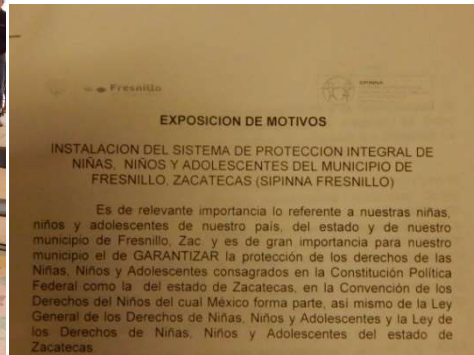 Fresnillo
EXPOSICION DE MOTIVOS
INSTALACION DEL SISTEMA DE PROTECCION INTEGRAL DE
NIÑAS, NIÑOS Y ADOLESCENTES DEL MUNICIPIO DE
FRESNILLO, ZACATECAS (SIPINNA FRESNILLO)
Es de relevante importancia lo referente a nuestras niñas,
niños y adolescentes de nuestro país, del estado y de nuestro
municipio de Fresnillo, Zac. y es de gran importancia para nuestro
municipio el de GARANTIZAR la protección de los derechos de las
Niñas, Niños y Adolescentes consagrados en la Constitución Política
Federal como la del estado de Zacatecas, en la Convención de los
Derechos del Niños del cual México forma parte, así mismo de la Ley
General de los Derechos de Niñas, Niños y Adolescentes y la Ley de
los Derechos de Niñas, Niños y Adolescentes del estado de
Zacatecas.